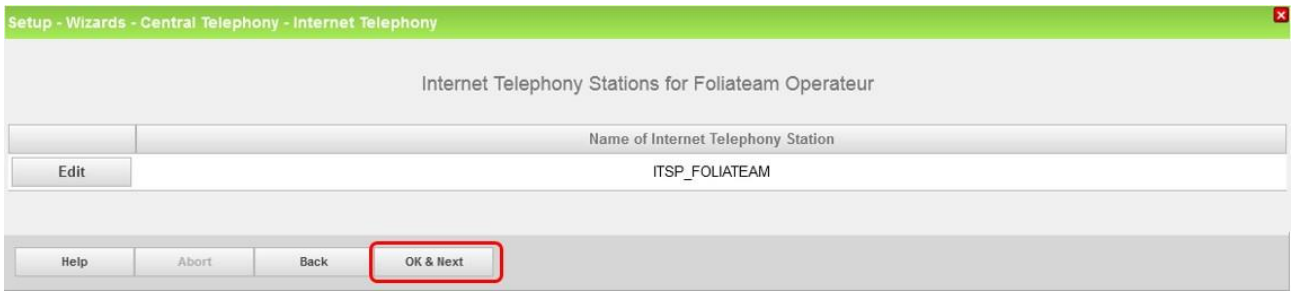 Setup - Wizards - Central Telephony - Internet Telephony
Internet Telephony Stations for Foliateam Operateur
Name of Internet Telephony Station
Edit ITSP_FOLIATEAM
Help Abort Back OK & Next